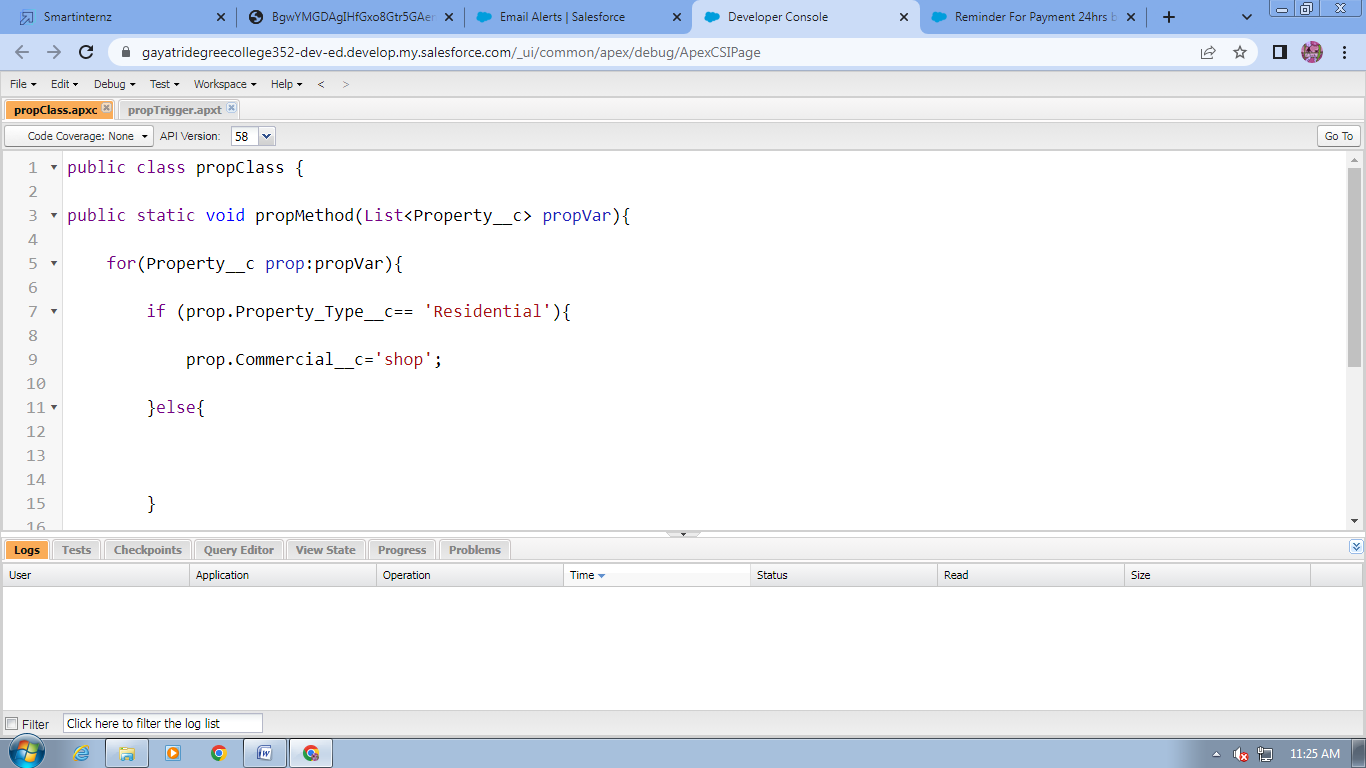 Smartinternz
BgwYMGDAgIHfGxo8Gtr5GAer
Email Alerts | Salesforce
Developer Console
Reminder For Payment 24hrs b
gayatridegreecollege352-dev-ed.develop.my.salesforce.com/_ui/common/apex/debug/ApexCSIPage
File Edit Debug Test Workspace Help < >
propClass.apxc propTrigger.apxt
Code Coverage: None API Version: 58 Go To
1 public class propClass {
2
3 public static void propMethod(List<Property__c> propVar){
4
5 for(Property__c prop:propVar){
6
7 if (prop.Property_Type__c== 'Residential'){
8
9 prop.Commercial__c='shop';
10
11 }else{
12
13
14
15 }
16
Logs Tests Checkpoints Query Editor View State Progress Problems
User Application Operation Time Status Read Size
Filter Click here to filter the log list
11:25 AM